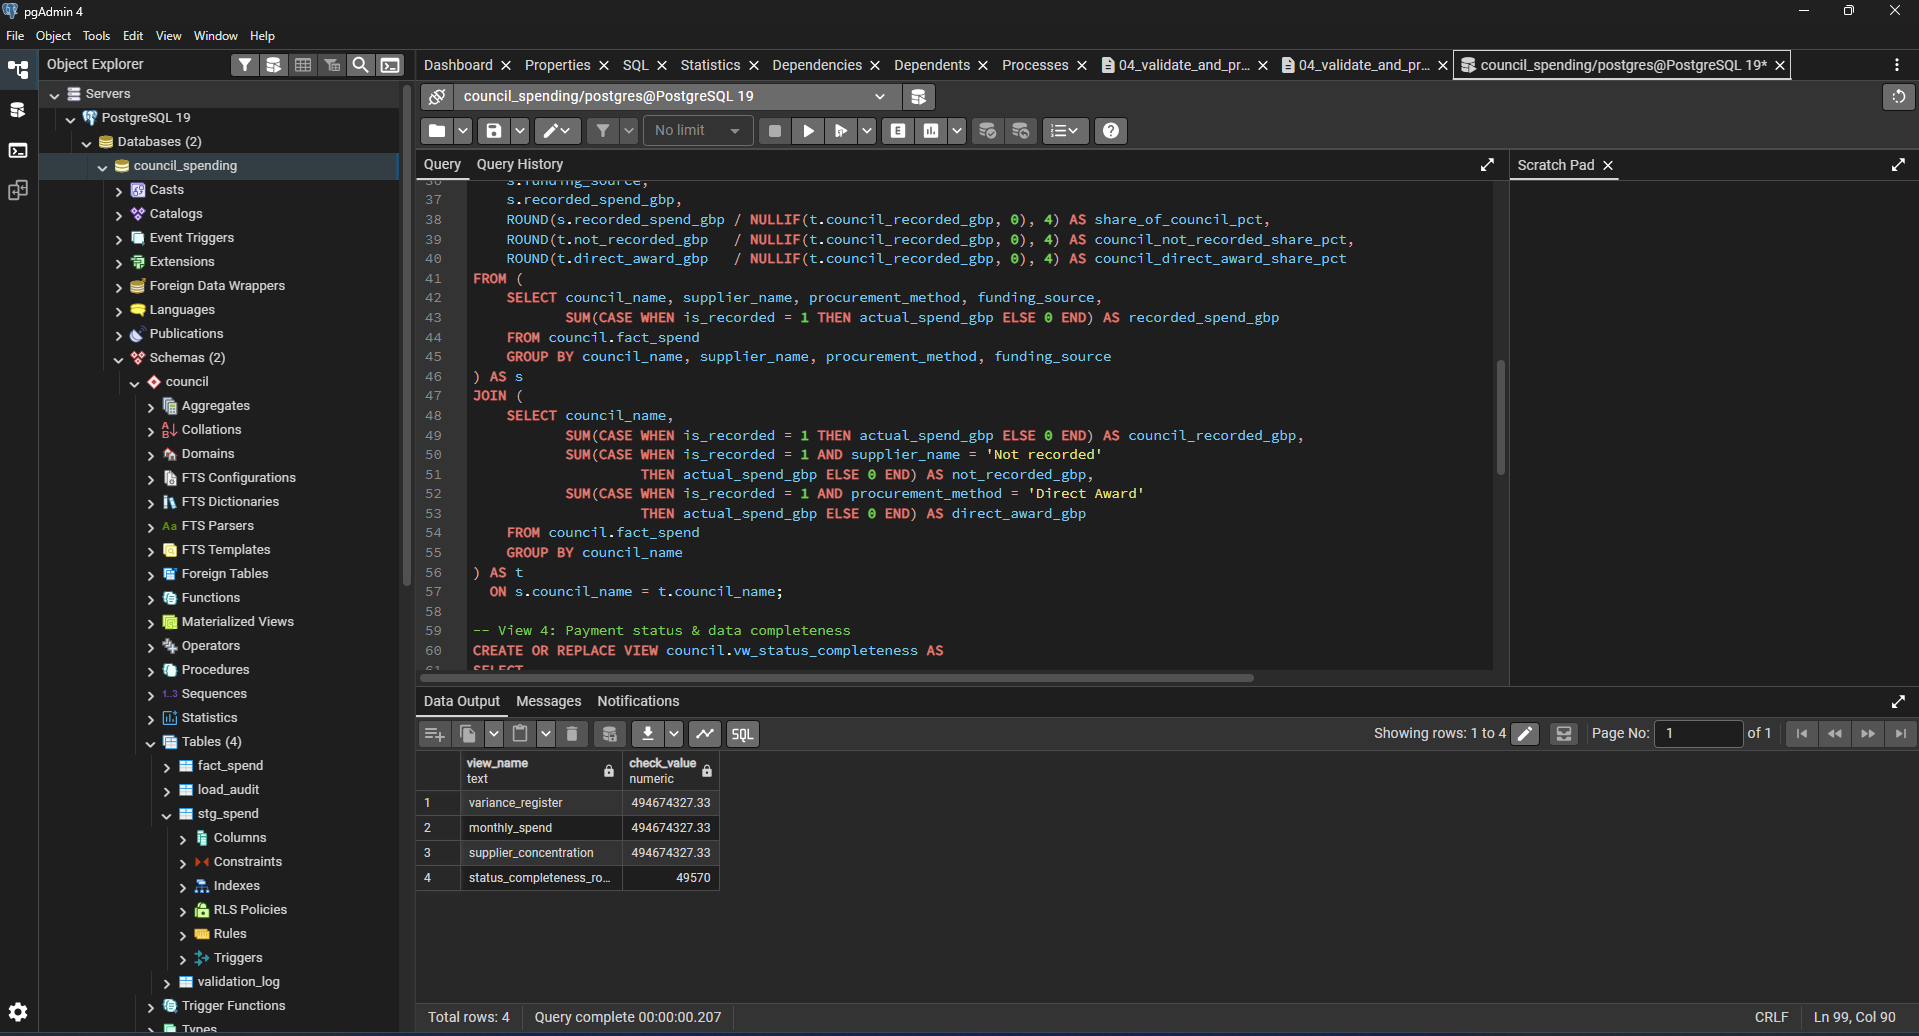 pgAdmin 4
File Object Tools Edit View Window Help
Object Explorer
Servers
PostgreSQL 19
Databases (2)
council_spending
Casts
Catalogs
Event Triggers
Extensions
Foreign Data Wrappers
Languages
Publications
Schemas (2)
council
Aggregates
Collations
Domains
FTS Configurations
FTS Dictionaries
Aa FTS Parsers
FTS Templates
Foreign Tables
Functions
Materialized Views
Operators
Procedures
1..3 Sequences
Statistics
Tables (4)
fact_spend
load_audit
stg_spend
Columns
Constraints
Indexes
RLS Policies
Rules
Triggers
validation_log
Trigger Functions
Types
Dashboard Properties SQL Statistics Dependencies Dependents Processes 04_validate_and_pr... 04_validate_and_pr... council_spending/postgres@PostgreSQL 19*
council_spending/postgres@PostgreSQL 19
No limit E
Query Query History
Scratch Pad
36 s.funding_source,
37 s.recorded_spend_gbp,
38 ROUND(s.recorded_spend_gbp / NULLIF(t.council_recorded_gbp, 0), 4) AS share_of_council_pct,
39 ROUND(t.not_recorded_gbp / NULLIF(t.council_recorded_gbp, 0), 4) AS council_not_recorded_share_pct,
40 ROUND(t.direct_award_gbp / NULLIF(t.council_recorded_gbp, 0), 4) AS council_direct_award_share_pct
41 FROM (
42 SELECT council_name, supplier_name, procurement_method, funding_source,
43 SUM(CASE WHEN is_recorded = 1 THEN actual_spend_gbp ELSE 0 END) AS recorded_spend_gbp
44 FROM council.fact_spend
45 GROUP BY council_name, supplier_name, procurement_method, funding_source
46 ) AS s
47 JOIN (
48 SELECT council_name,
49 SUM(CASE WHEN is_recorded = 1 THEN actual_spend_gbp ELSE 0 END) AS council_recorded_gbp,
50 SUM(CASE WHEN is_recorded = 1 AND supplier_name = 'Not recorded'
51 THEN actual_spend_gbp ELSE 0 END) AS not_recorded_gbp,
52 SUM(CASE WHEN is_recorded = 1 AND procurement_method = 'Direct Award'
53 THEN actual_spend_gbp ELSE 0 END) AS direct_award_gbp
54 FROM council.fact_spend
55 GROUP BY council_name
56 ) AS t
57 ON s.council_name = t.council_name;
58
59 -- View 4: Payment status & data completeness
60 CREATE OR REPLACE VIEW council.vw_status_completeness AS
61 SELECT
Data Output Messages Notifications
SQL Showing rows: 1 to 4 Page No: 1 of 1
view_name text check_value numeric
1 variance_register 494674327.33
2 monthly_spend 494674327.33
3 supplier_concentration 494674327.33
4 status_completeness_ro... 49570
Total rows: 4 Query complete 00:00:00.207 CRLF Ln 99, Col 90